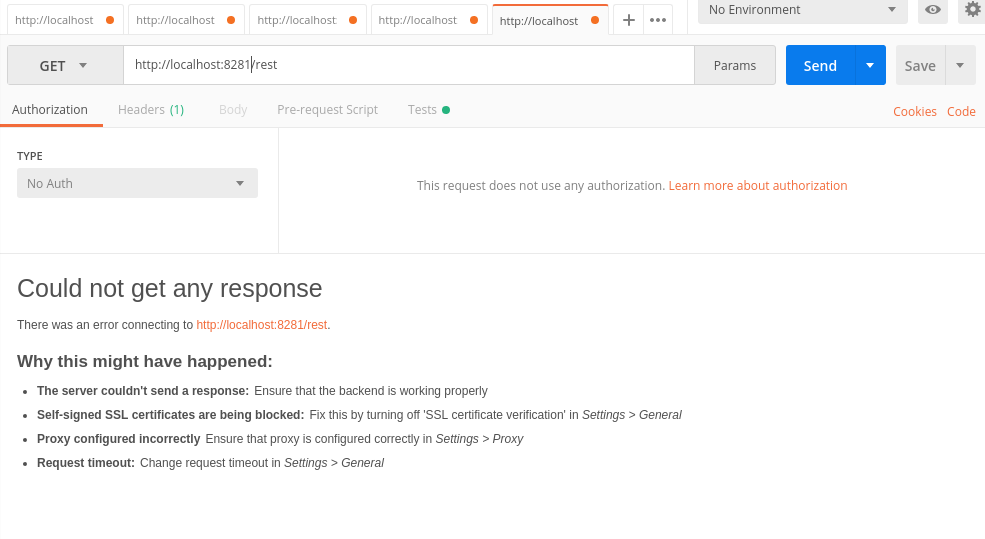 http://localhost http://localhost http://localhost http://localhost http://localhost No Environment
GET http://localhost:8281/rest Params Send Save
Authorization Headers (1) Body Pre-request Script Tests Cookies Code
TYPE
No Auth
This request does not use any authorization. Learn more about authorization
Could not get any response
There was an error connecting to http://localhost:8281/rest.
Why this might have happened:
The server couldn't send a response: Ensure that the backend is working properly
Self-signed SSL certificates are being blocked: Fix this by turning off 'SSL certificate verification' in Settings > General
Proxy configured incorrectly Ensure that proxy is configured correctly in Settings > Proxy
Request timeout: Change request timeout in Settings > General